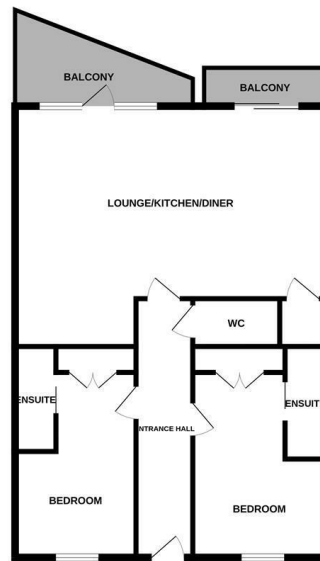 BALCONY
BALCONY
LOUNGE/KITCHEN/DINER
WC
ENSUITE
ENSUIT
NTRANCE HALL
BEDROOM
BEDROOM